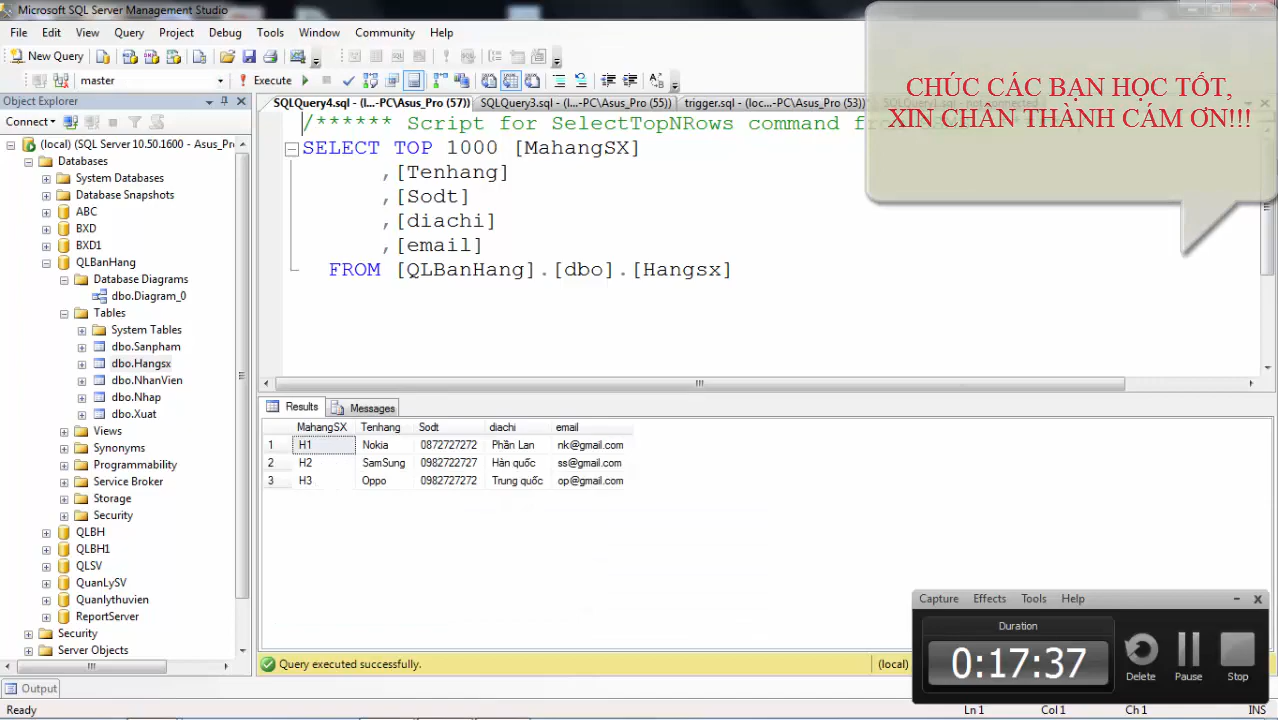 Microsoft SQL Server Management Studio
File Edit View Query Project Debug Tools Window Community Help
New Query
master Execute
Object Explorer
SQLQuery4.sql - (l...-PC\Asus_Pro (57)) SQLQuery3.sql - (l...-PC\Asus_Pro (55)) trigger.sql - (loc...-PC\Asus_Pro (53))
CHÚC CÁC BẠN HỌC TỐT,
XIN CHÂN THÀNH CÁM ƠN!!!
Connect
(local) (SQL Server 10.50.1600 - Asus_Pr
Databases
System Databases
Database Snapshots
ABC
BXD
BXD1
QLBanHang
Database Diagrams
dbo.Diagram_0
Tables
System Tables
dbo.Sanpham
dbo.Hangsx
dbo.NhanVien
dbo.Nhap
dbo.Xuat
Views
Synonyms
Programmability
Service Broker
Storage
Security
QLBH
QLBH1
QLSV
QuanLySV
Quanlythuvien
ReportServer
Security
Server Objects
/****** Script for SelectTopNRows command
SELECT TOP 1000 [MahangSX]
,[Tenhang]
,[Sodt]
,[diachi]
,[email]
FROM [QLBanHang].[dbo].[Hangsx]
Results Messages
MahangSX Tenhang Sodt diachi email
1 H1 Nokia 0872727272 Phần Lan nk@gmail.com
2 H2 SamSung 0982722727 Hàn quốc ss@gmail.com
3 H3 Oppo 0982727272 Trung quốc op@gmail.com
Query executed successfully. (local)
Capture Effects Tools Help
Duration
0:17:37
Delete Pause Stop
Output
Ready Ln 1 Col 1 Ch 1 INS